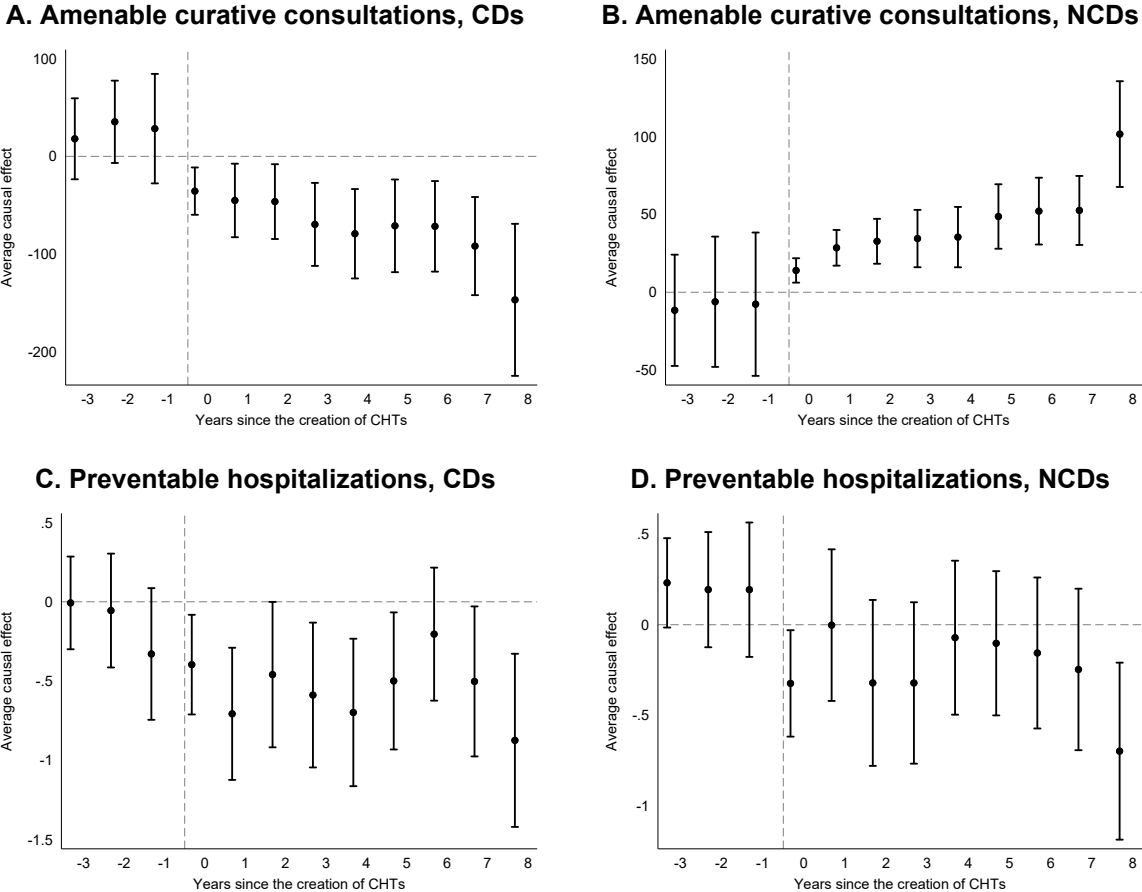 A. Amenable curative consultations, CDs
Average causal effect
100
0
-100
-200
-3 -2 -1 0 1 2 3 4 5 6 7 8
Years since the creation of CHTs
B. Amenable curative consultations, NCDs
Average causal effect
150
100
50
0
-50
-3 -2 -1 0 1 2 3 4 5 6 7 8
Years since the creation of CHTs
C. Preventable hospitalizations, CDs
Average causal effect
.5
0
-.5
-1
-1.5
-3 -2 -1 0 1 2 3 4 5 6 7 8
Years since the creation of CHTs
D. Preventable hospitalizations, NCDs
Average causal effect
.5
0
-.5
-1
-3 -2 -1 0 1 2 3 4 5 6 7 8
Years since the creation of CHTs